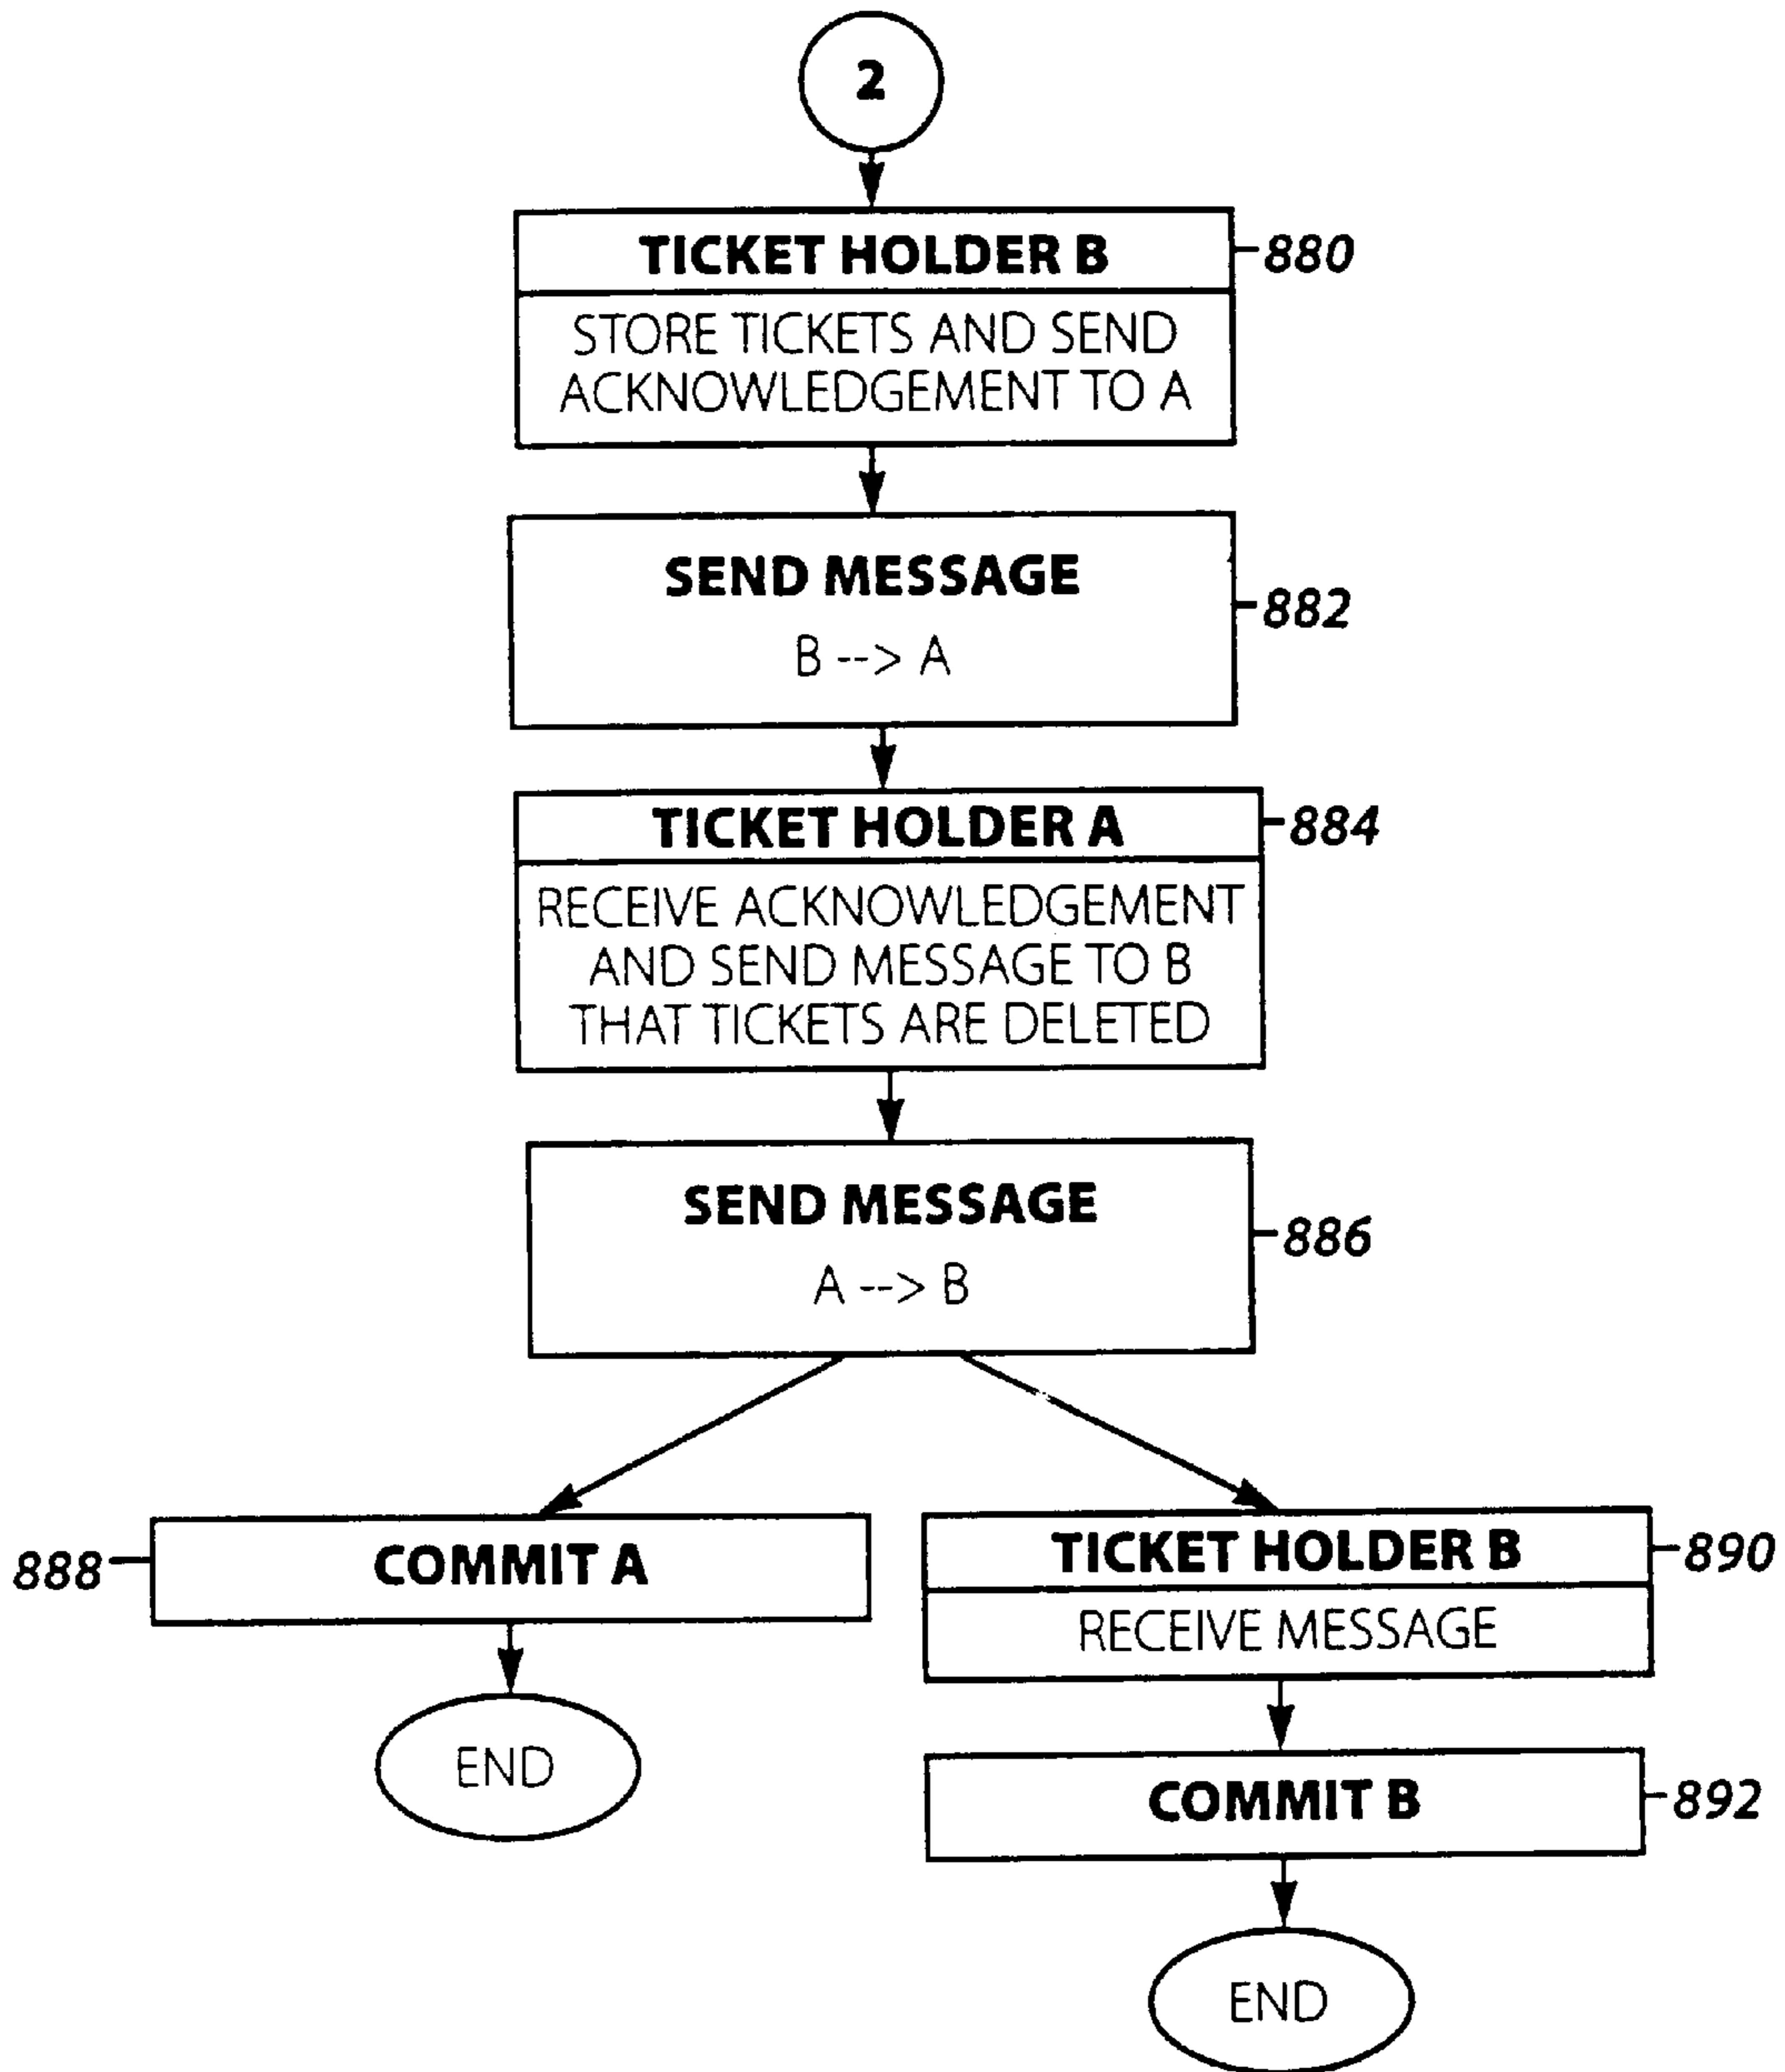 2
TICKET HOLDER B
880
STORE TICKETS AND SEND
ACKNOWLEDGEMENT TO A
SEND MESSAGE
882
B --> A
TICKET HOLDER A
884
RECEIVE ACKNOWLEDGEMENT
AND SEND MESSAGE TO B
THAT TICKETS ARE DELETED
SEND MESSAGE
886
A --> B
888
COMMIT A
END
TICKET HOLDER B
890
RECEIVE MESSAGE
COMMIT B
892
END